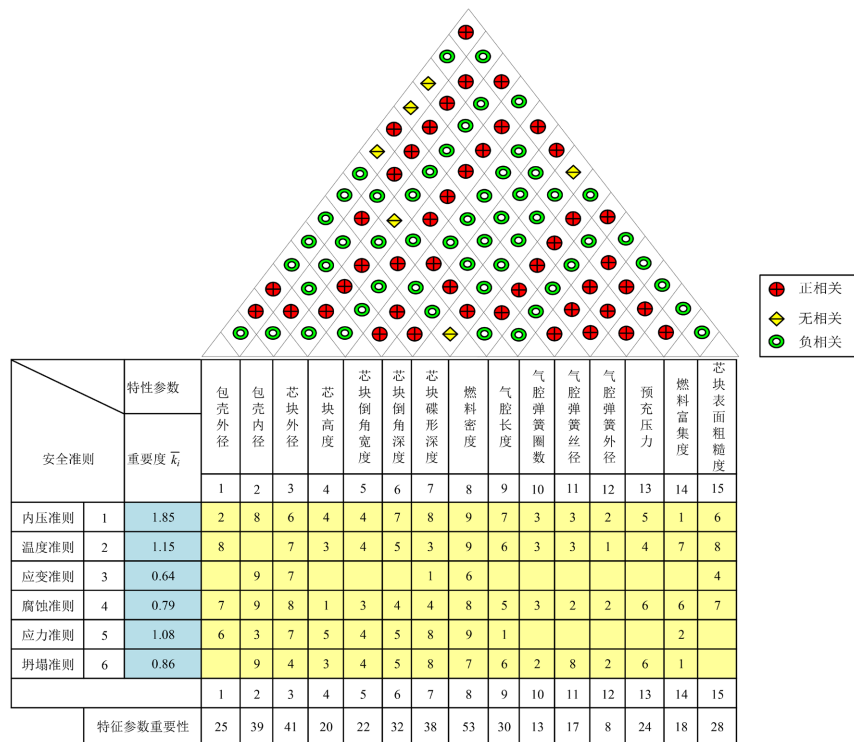 正相关
无相关
负相关
特性参数
安全准则
重要度 k̄ᵢ
包壳外径 包壳内径 芯块外径 芯块高度 芯块倒角宽度 芯块倒角深度 芯块碟形深度 燃料密度 气腔长度 气腔弹簧圈数 气腔弹簧丝径 气腔弹簧外径 预充压力 燃料富集度 芯块表面粗糙度
1 2 3 4 5 6 7 8 9 10 11 12 13 14 15
内压准则 1 1.85 2 8 6 4 4 7 8 9 7 3 3 2 5 1 6
温度准则 2 1.15 8 7 3 4 5 3 9 6 3 3 1 4 7 8
应变准则 3 0.64 9 7 1 6 4
腐蚀准则 4 0.79 7 9 8 1 3 4 4 8 5 3 2 2 6 6 7
应力准则 5 1.08 6 3 7 5 4 5 8 9 1 2
坍塌准则 6 0.86 9 4 3 4 5 8 7 6 2 8 2 6 1
1 2 3 4 5 6 7 8 9 10 11 12 13 14 15
特征参数重要性 25 39 41 20 22 32 38 53 30 13 17 8 24 18 28